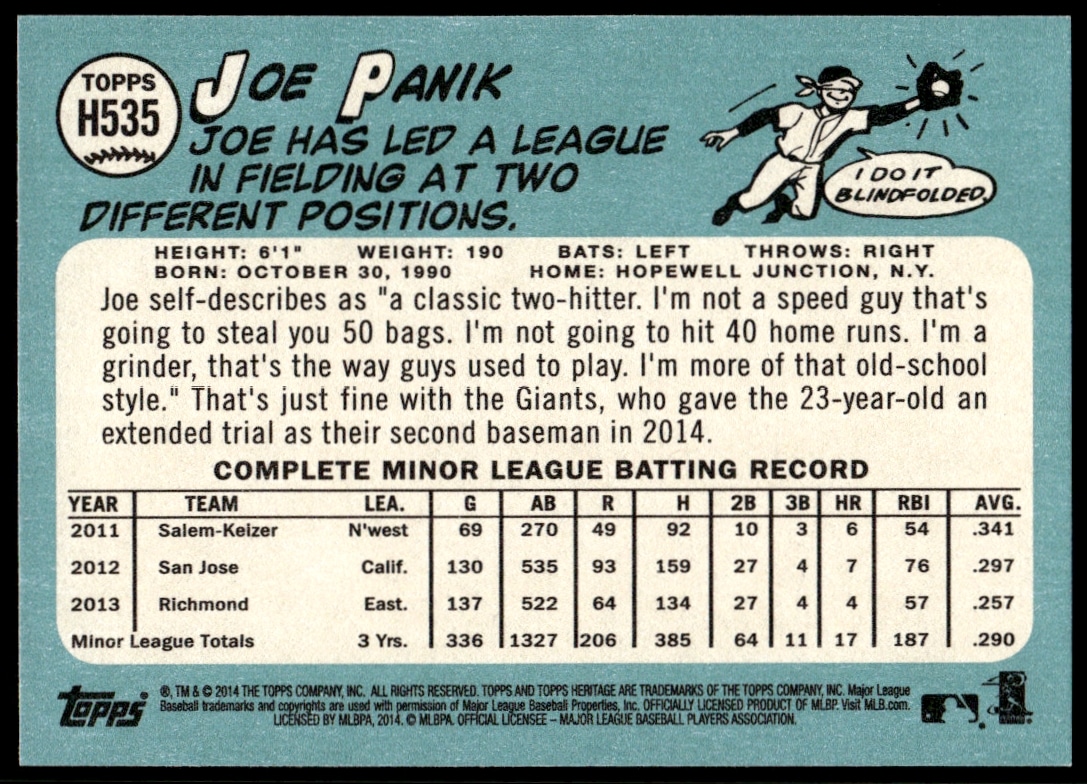 TOPPS
H535
JOE PANIK
JOE HAS LED A LEAGUE
IN FIELDING AT TWO
DIFFERENT POSITIONS.
I DO IT
BLINDFOLDED.
HEIGHT: 6'1" WEIGHT: 190 BATS: LEFT THROWS: RIGHT
BORN: OCTOBER 30, 1990 HOME: HOPEWELL JUNCTION, N.Y.
Joe self-describes as "a classic two-hitter. I'm not a speed guy that's
going to steal you 50 bags. I'm not going to hit 40 home runs. I'm a
grinder, that's the way guys used to play. I'm more of that old-school
style." That's just fine with the Giants, who gave the 23-year-old an
extended trial as their second baseman in 2014.
COMPLETE MINOR LEAGUE BATTING RECORD
YEAR TEAM LEA. G AB R H 2B 3B HR RBI AVG.
2011 Salem-Keizer N'west 69 270 49 92 10 3 6 54 .341
2012 San Jose Calif. 130 535 93 159 27 4 7 76 .297
2013 Richmond East. 137 522 64 134 27 4 4 57 .257
Minor League Totals 3 Yrs. 336 1327 206 385 64 11 17 187 .290
Topps
®, TM & © 2014 THE TOPPS COMPANY, INC. ALL RIGHTS RESERVED. TOPPS AND TOPPS HERITAGE ARE TRADEMARKS OF THE TOPPS COMPANY, INC. Major League
Baseball trademarks and copyrights are used with permission of Major League Baseball Properties, Inc. OFFICIALLY LICENSED PRODUCT OF MLBP. Visit MLB.com.
LICENSED BY MLBPA, 2014. © MLBPA. OFFICIAL LICENSEE – MAJOR LEAGUE BASEBALL PLAYERS ASSOCIATION.